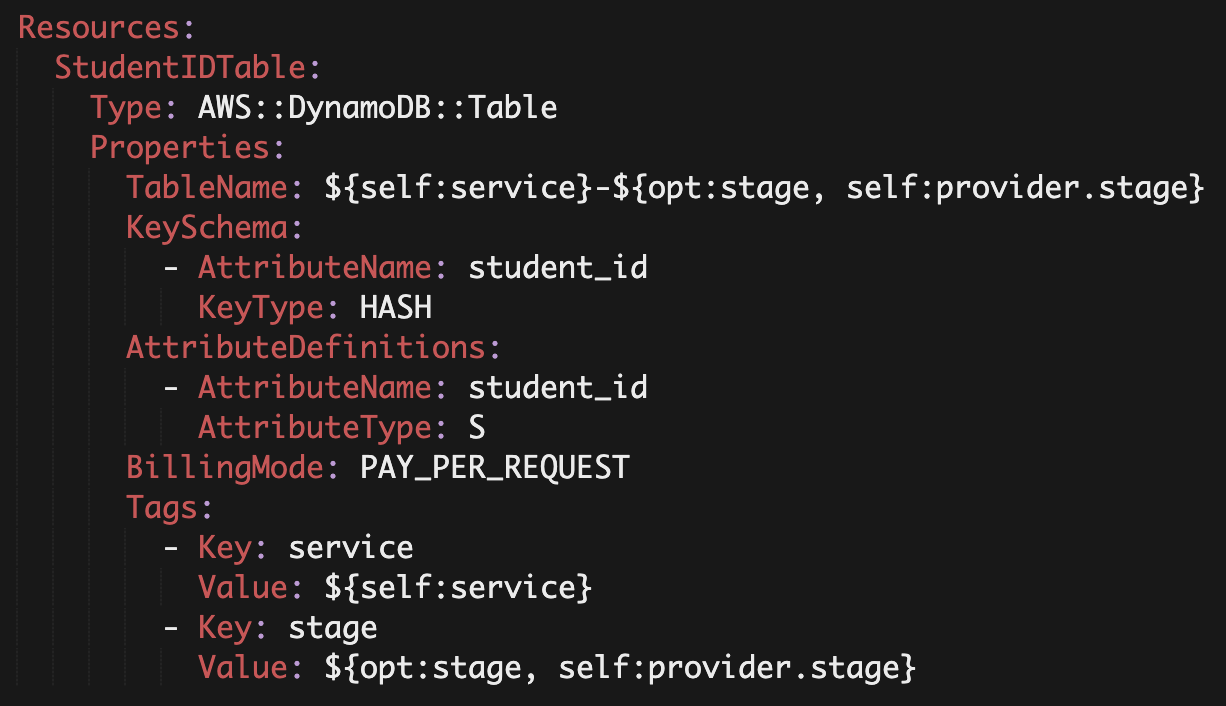 Resources:
  StudentIDTable:
    Type: AWS::DynamoDB::Table
    Properties:
      TableName: ${self:service}-${opt:stage, self:provider.stage}
      KeySchema:
        - AttributeName: student_id
          KeyType: HASH
      AttributeDefinitions:
        - AttributeName: student_id
          AttributeType: S
      BillingMode: PAY_PER_REQUEST
      Tags:
        - Key: service
          Value: ${self:service}
        - Key: stage
          Value: ${opt:stage, self:provider.stage}